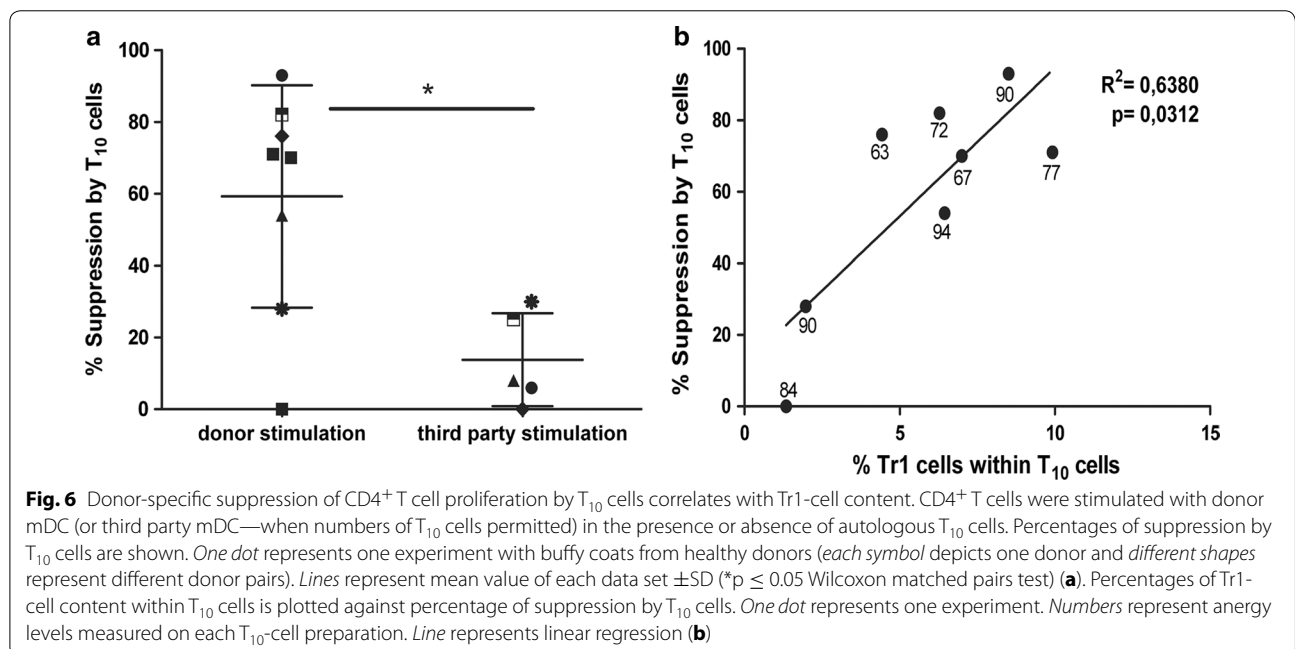 a
% Suppression by T10 cells
100
80
60
40
20
0
*
donor stimulation
third party stimulation
b
% Suppression by T10 cells
100
80
60
40
20
0
R2= 0,6380
p= 0,0312
90
72
63
67
77
94
90
84
0
5
10
15
% Tr1 cells within T10 cells
Fig. 6 Donor-specific suppression of CD4+ T cell proliferation by T10 cells correlates with Tr1-cell content. CD4+ T cells were stimulated with donor
mDC (or third party mDC—when numbers of T10 cells permitted) in the presence or absence of autologous T10 cells. Percentages of suppression by
T10 cells are shown. One dot represents one experiment with buffy coats from healthy donors (each symbol depicts one donor and different shapes
represent different donor pairs). Lines represent mean value of each data set ±SD (*p ≤ 0.05 Wilcoxon matched pairs test) (a). Percentages of Tr1-
cell content within T10 cells is plotted against percentage of suppression by T10 cells. One dot represents one experiment. Numbers represent anergy
levels measured on each T10-cell preparation. Line represents linear regression (b)